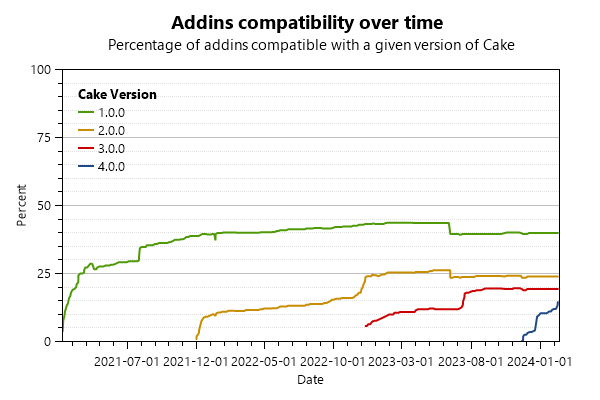 Addins compatibility over time
Percentage of addins compatible with a given version of Cake
100
75
50
25
0
Percent
Cake Version
1.0.0
2.0.0
3.0.0
4.0.0
2021-07-01 2021-12-01 2022-05-01 2022-10-01 2023-03-01 2023-08-01 2024-01-01
Date